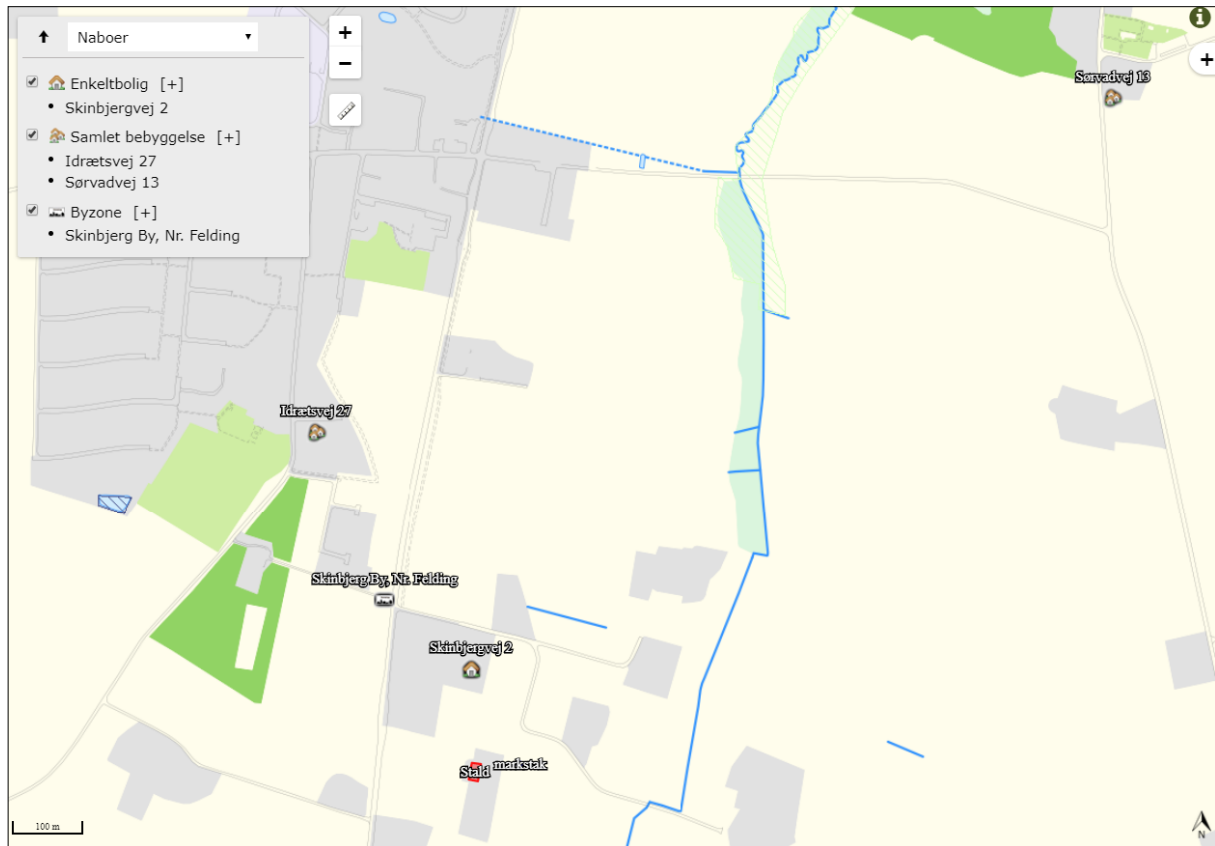 Naboer
Enkeltbolig [+]
• Skinbjergvej 2
Samlet bebyggelse [+]
• Idrætsvej 27
• Sørvadvej 13
Byzone [+]
• Skinbjerg By, Nr. Felding
+
−
i
+
Sørvadvej 13
Idrætsvej 27
Skinbjerg By, Nr. Felding
Skinbjergvej 2
Stald
markstak
100 m
N